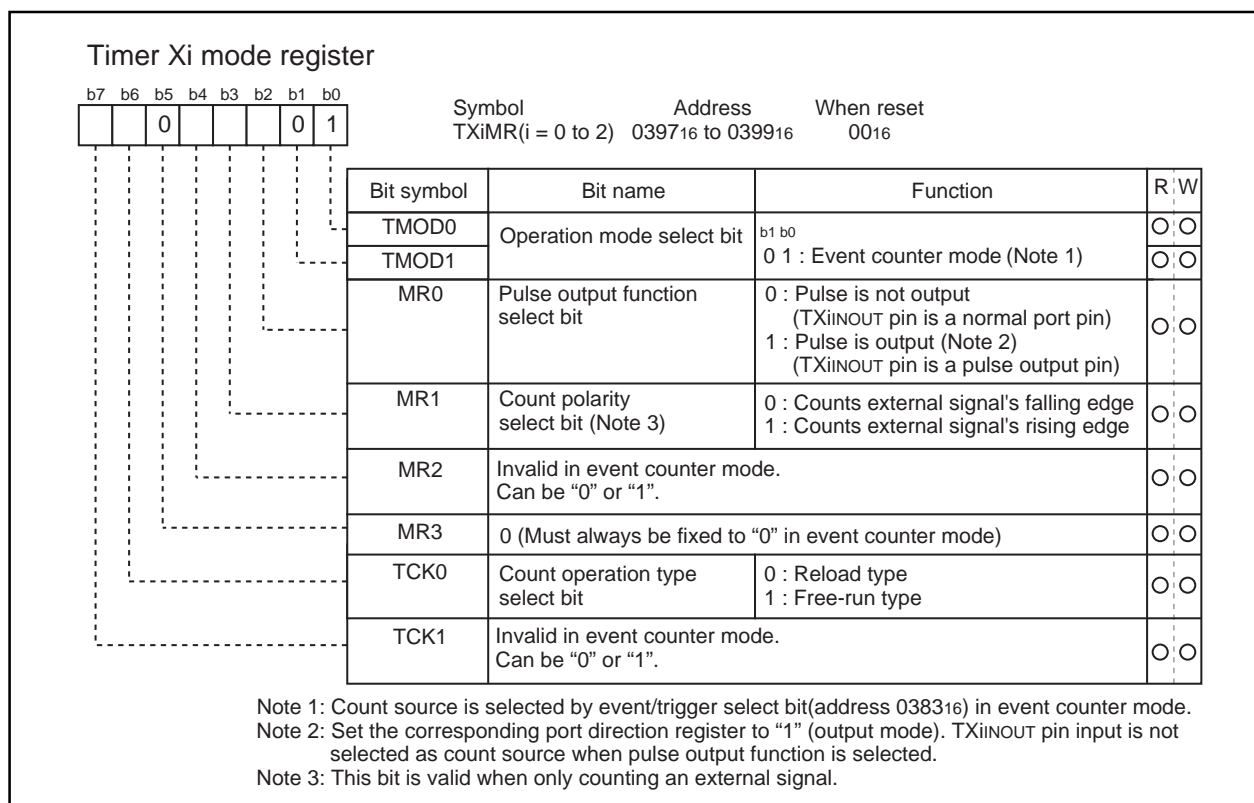 Timer Xi mode register
b7 b6 b5 b4 b3 b2 b1 b0
0 0 1
Symbol Address When reset
TXiMR(i = 0 to 2) 039716 to 039916 0016
Bit symbol Bit name Function R W
TMOD0 Operation mode select bit b1 b0
TMOD1 0 1 : Event counter mode (Note 1)
MR0 Pulse output function 0 : Pulse is not output
select bit (TXiINOUT pin is a normal port pin)
1 : Pulse is output (Note 2)
(TXiINOUT pin is a pulse output pin)
MR1 Count polarity 0 : Counts external signal's falling edge
select bit (Note 3) 1 : Counts external signal's rising edge
MR2 Invalid in event counter mode.
Can be “0” or “1”.
MR3 0 (Must always be fixed to “0” in event counter mode)
TCK0 Count operation type 0 : Reload type
select bit 1 : Free-run type
TCK1 Invalid in event counter mode.
Can be “0” or “1”.
Note 1: Count source is selected by event/trigger select bit(address 038316) in event counter mode.
Note 2: Set the corresponding port direction register to “1” (output mode). TXiINOUT pin input is not
selected as count source when pulse output function is selected.
Note 3: This bit is valid when only counting an external signal.